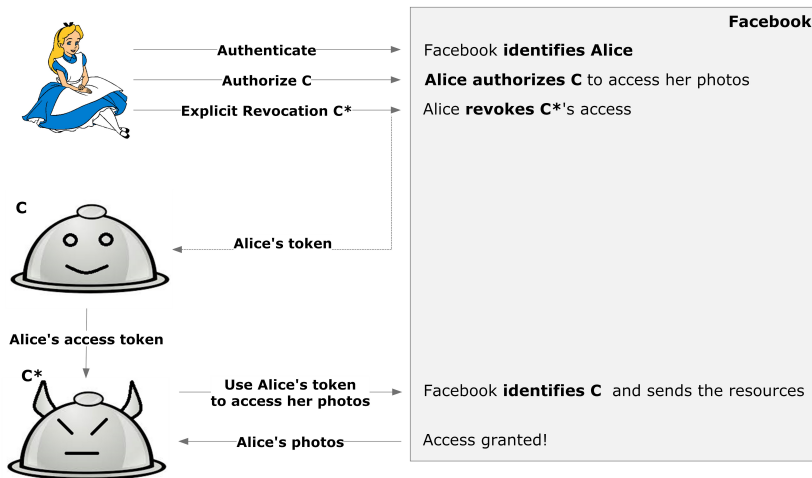 Facebook
Authenticate
Facebook identifies Alice
Authorize C
Alice authorizes C to access her photos
Explicit Revocation C*
Alice revokes C*'s access
C
Alice's token
Alice's access token
C*
Use Alice's token
to access her photos
Facebook identifies C and sends the resources
Alice's photos
Access granted!